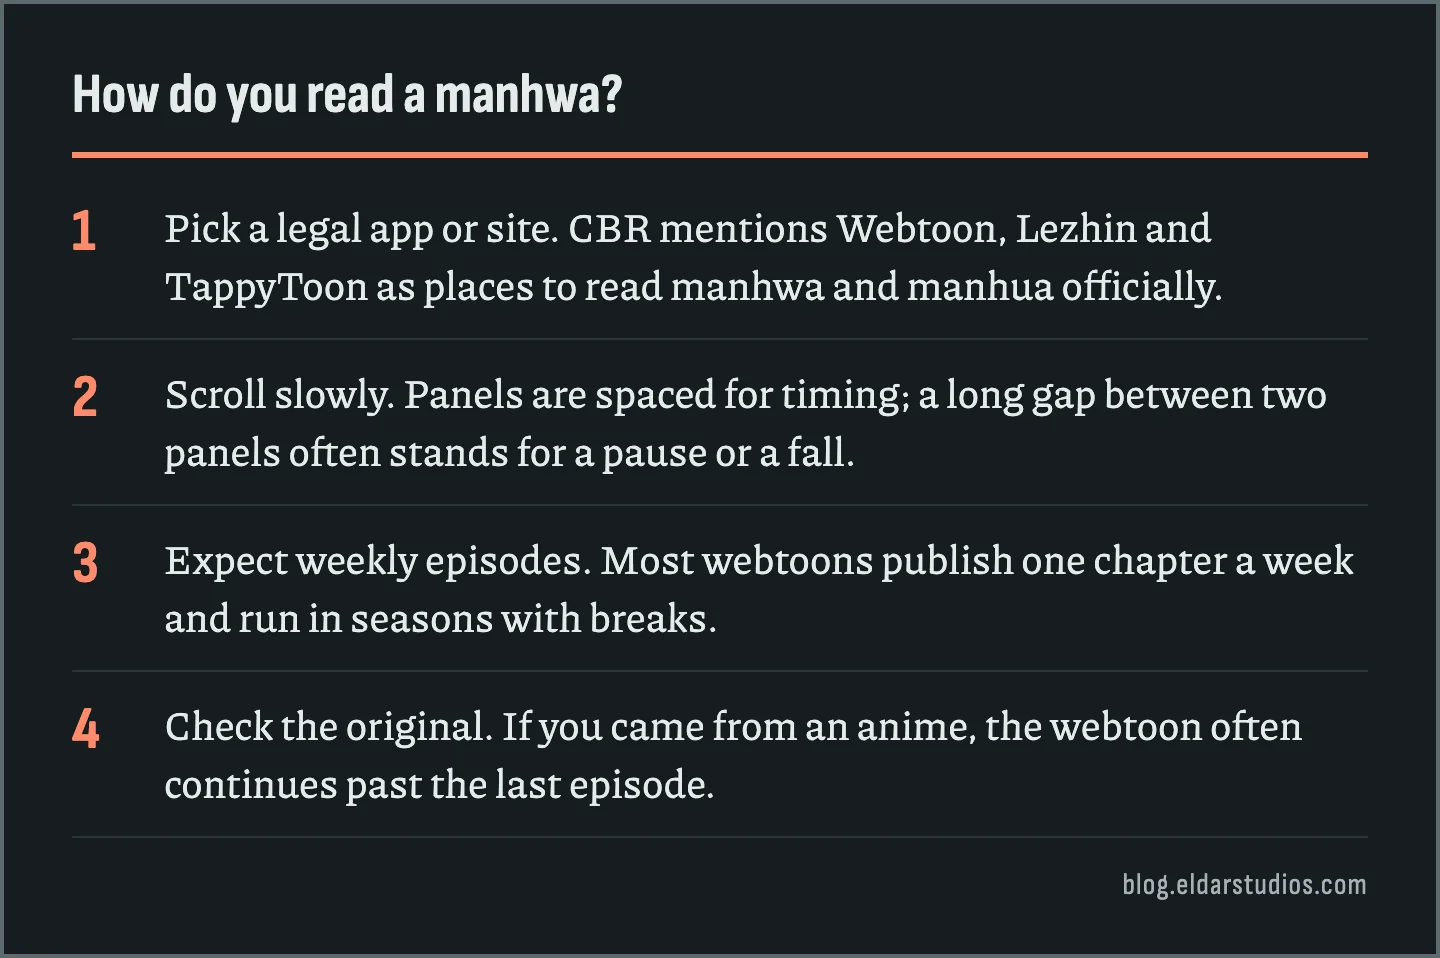 How do you read a manhwa?
1 Pick a legal app or site. CBR mentions Webtoon, Lezhin and
TappyToon as places to read manhwa and manhua officially.
2 Scroll slowly. Panels are spaced for timing; a long gap between two
panels often stands for a pause or a fall.
3 Expect weekly episodes. Most webtoons publish one chapter a week
and run in seasons with breaks.
4 Check the original. If you came from an anime, the webtoon often
continues past the last episode.
blog.eldarstudios.com